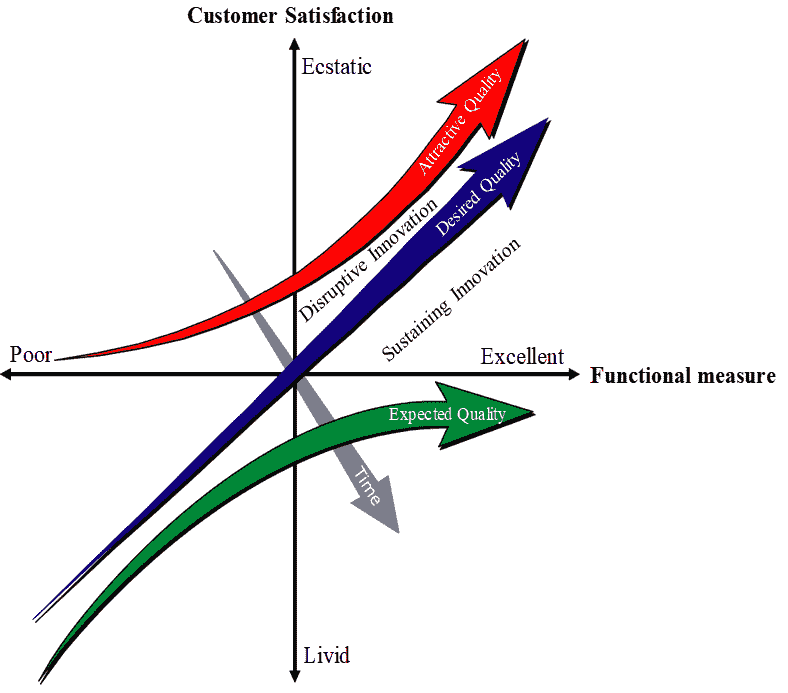 Customer Satisfaction
Ecstatic
Attractive Quality
Desired Quality
Disruptive Innovation
Sustaining Innovation
Poor
Excellent
Functional measure
Expected Quality
Time
Livid